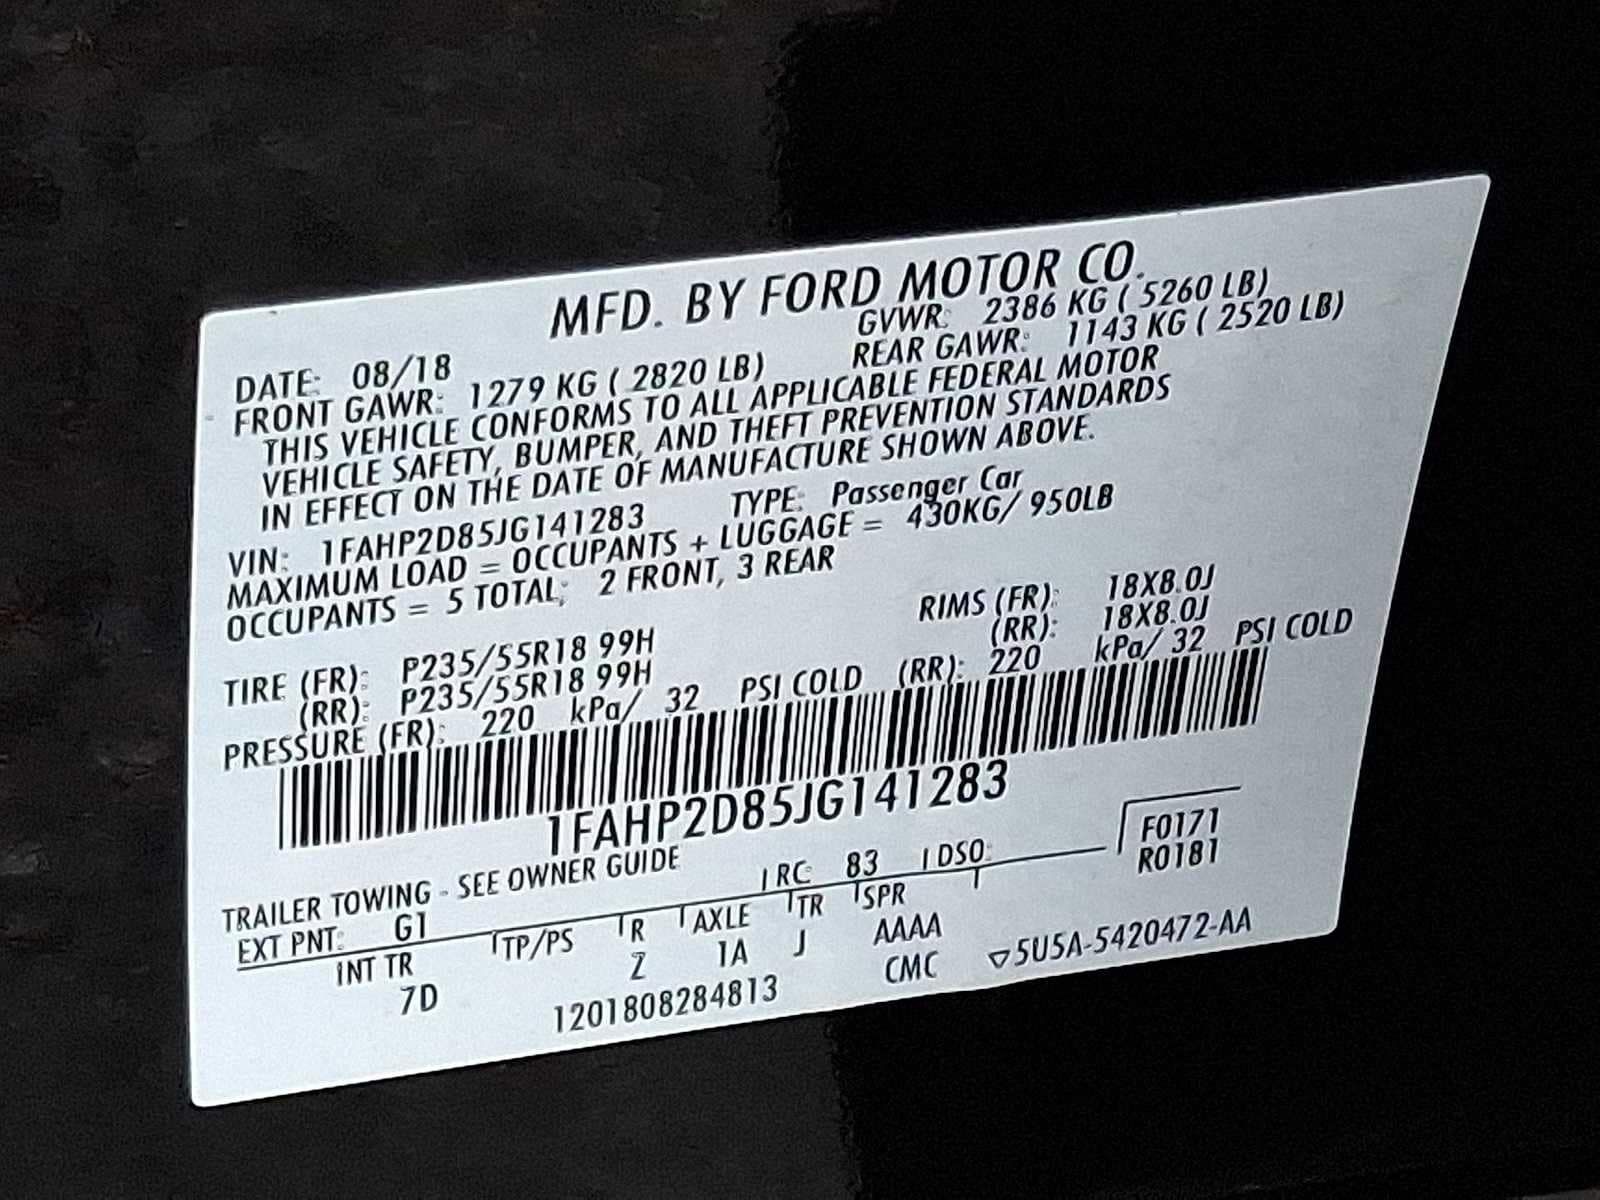 MFD. BY FORD MOTOR CO.
DATE: 08/18 GVWR: 2386 KG ( 5260 LB)
FRONT GAWR: 1279 KG ( 2820 LB) REAR GAWR: 1143 KG ( 2520 LB)
THIS VEHICLE CONFORMS TO ALL APPLICABLE FEDERAL MOTOR
VEHICLE SAFETY, BUMPER, AND THEFT PREVENTION STANDARDS
IN EFFECT ON THE DATE OF MANUFACTURE SHOWN ABOVE.
VIN: 1FAHP2D85JG141283 TYPE: Passenger Car
MAXIMUM LOAD = OCCUPANTS + LUGGAGE = 430KG/ 950LB
OCCUPANTS = 5 TOTAL; 2 FRONT, 3 REAR
TIRE (FR): P235/55R18 99H RIMS (FR): 18X8.0J
(RR): P235/55R18 99H (RR): 18X8.0J
PRESSURE (FR): 220 kPa/ 32 PSI COLD (RR): 220 kPa/ 32 PSI COLD
1FAHP2D85JG141283
TRAILER TOWING - SEE OWNER GUIDE
EXT PNT: G1 RC: 83 DSO: F0171
R0181
INT TR TP/PS R AXLE TR SPR
7D Z 1A J AAAA
1201808284813 CMC ▽5U5A-5420472-AA